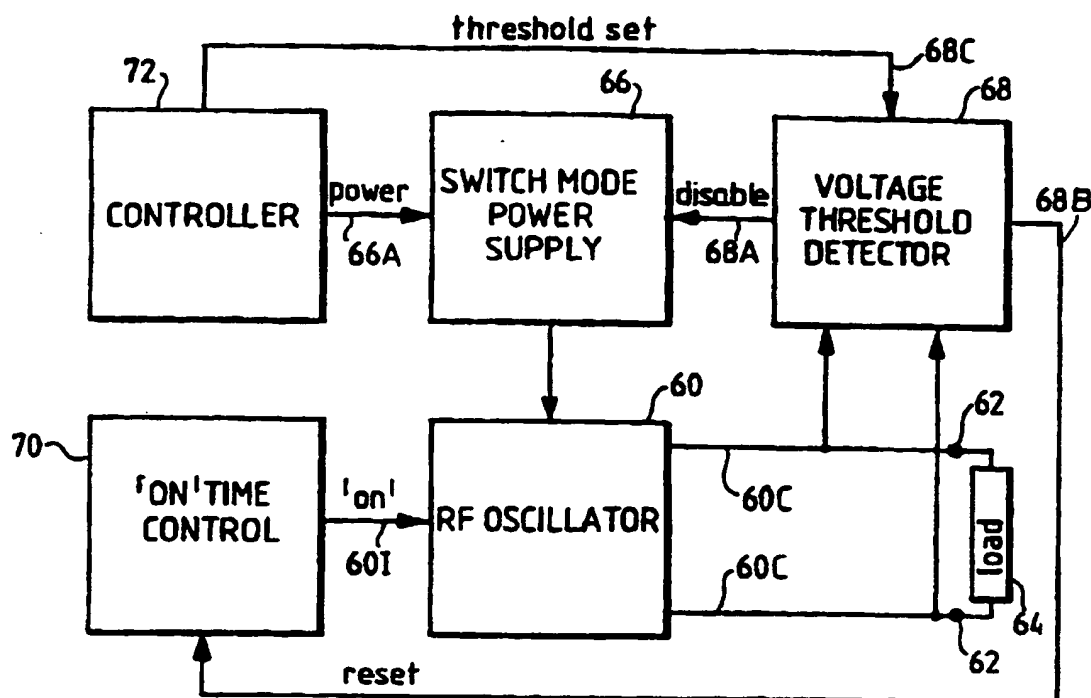 threshold set
72
66
68C
68
CONTROLLER
power
66A
SWITCH MODE
POWER
SUPPLY
disable
68A
VOLTAGE
THRESHOLD
DETECTOR
68B
70
'ON' TIME
CONTROL
'on'
60I
60
RF OSCILLATOR
60C
60C
62
load
64
62
reset